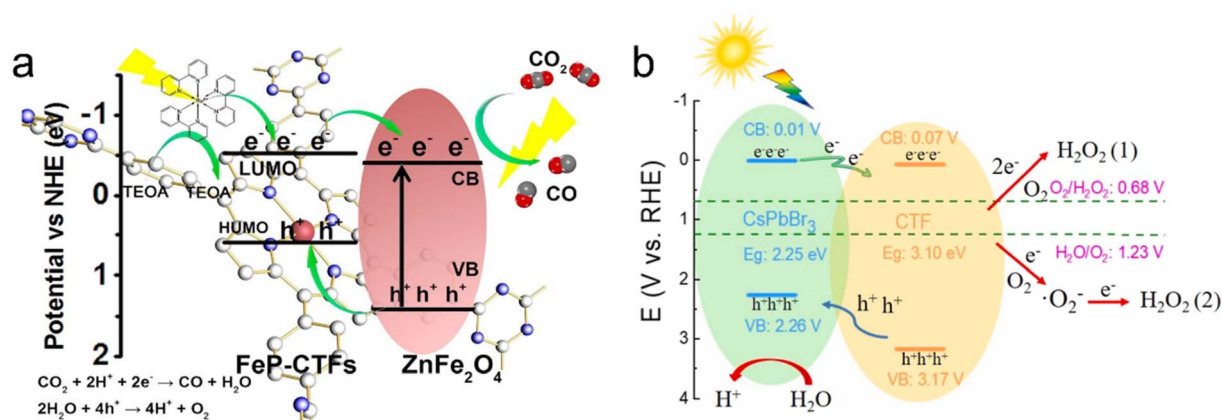 a
Potential vs NHE (eV)
-1
0
1
2
TEOA
TEOA
e⁻ e⁻ e⁻
LUMO
HUMO
h⁺ h⁺
FeP-CTFs
e⁻ e⁻ e⁻
CB
VB
h⁺ h⁺ h⁺
ZnFe₂O₄
CO₂
CO
CO₂ + 2H⁺ + 2e⁻ → CO + H₂O
2H₂O + 4h⁺ → 4H⁺ + O₂
b
E (V vs. RHE)
-1
0
1
2
3
4
CB: 0.01 V
e⁻e⁻e⁻
CsPbBr₃
Eg: 2.25 eV
h⁺h⁺h⁺
VB: 2.26 V
H⁺
H₂O
e⁻
e⁻
CB: 0.07 V
e⁻e⁻e⁻
CTF
Eg: 3.10 eV
h⁺ h⁺
h⁺h⁺h⁺
VB: 3.17 V
2e⁻
H₂O₂ (1)
O₂
O₂/H₂O₂: 0.68 V
H₂O/O₂: 1.23 V
e⁻
O₂
·O₂⁻
e⁻
H₂O₂ (2)